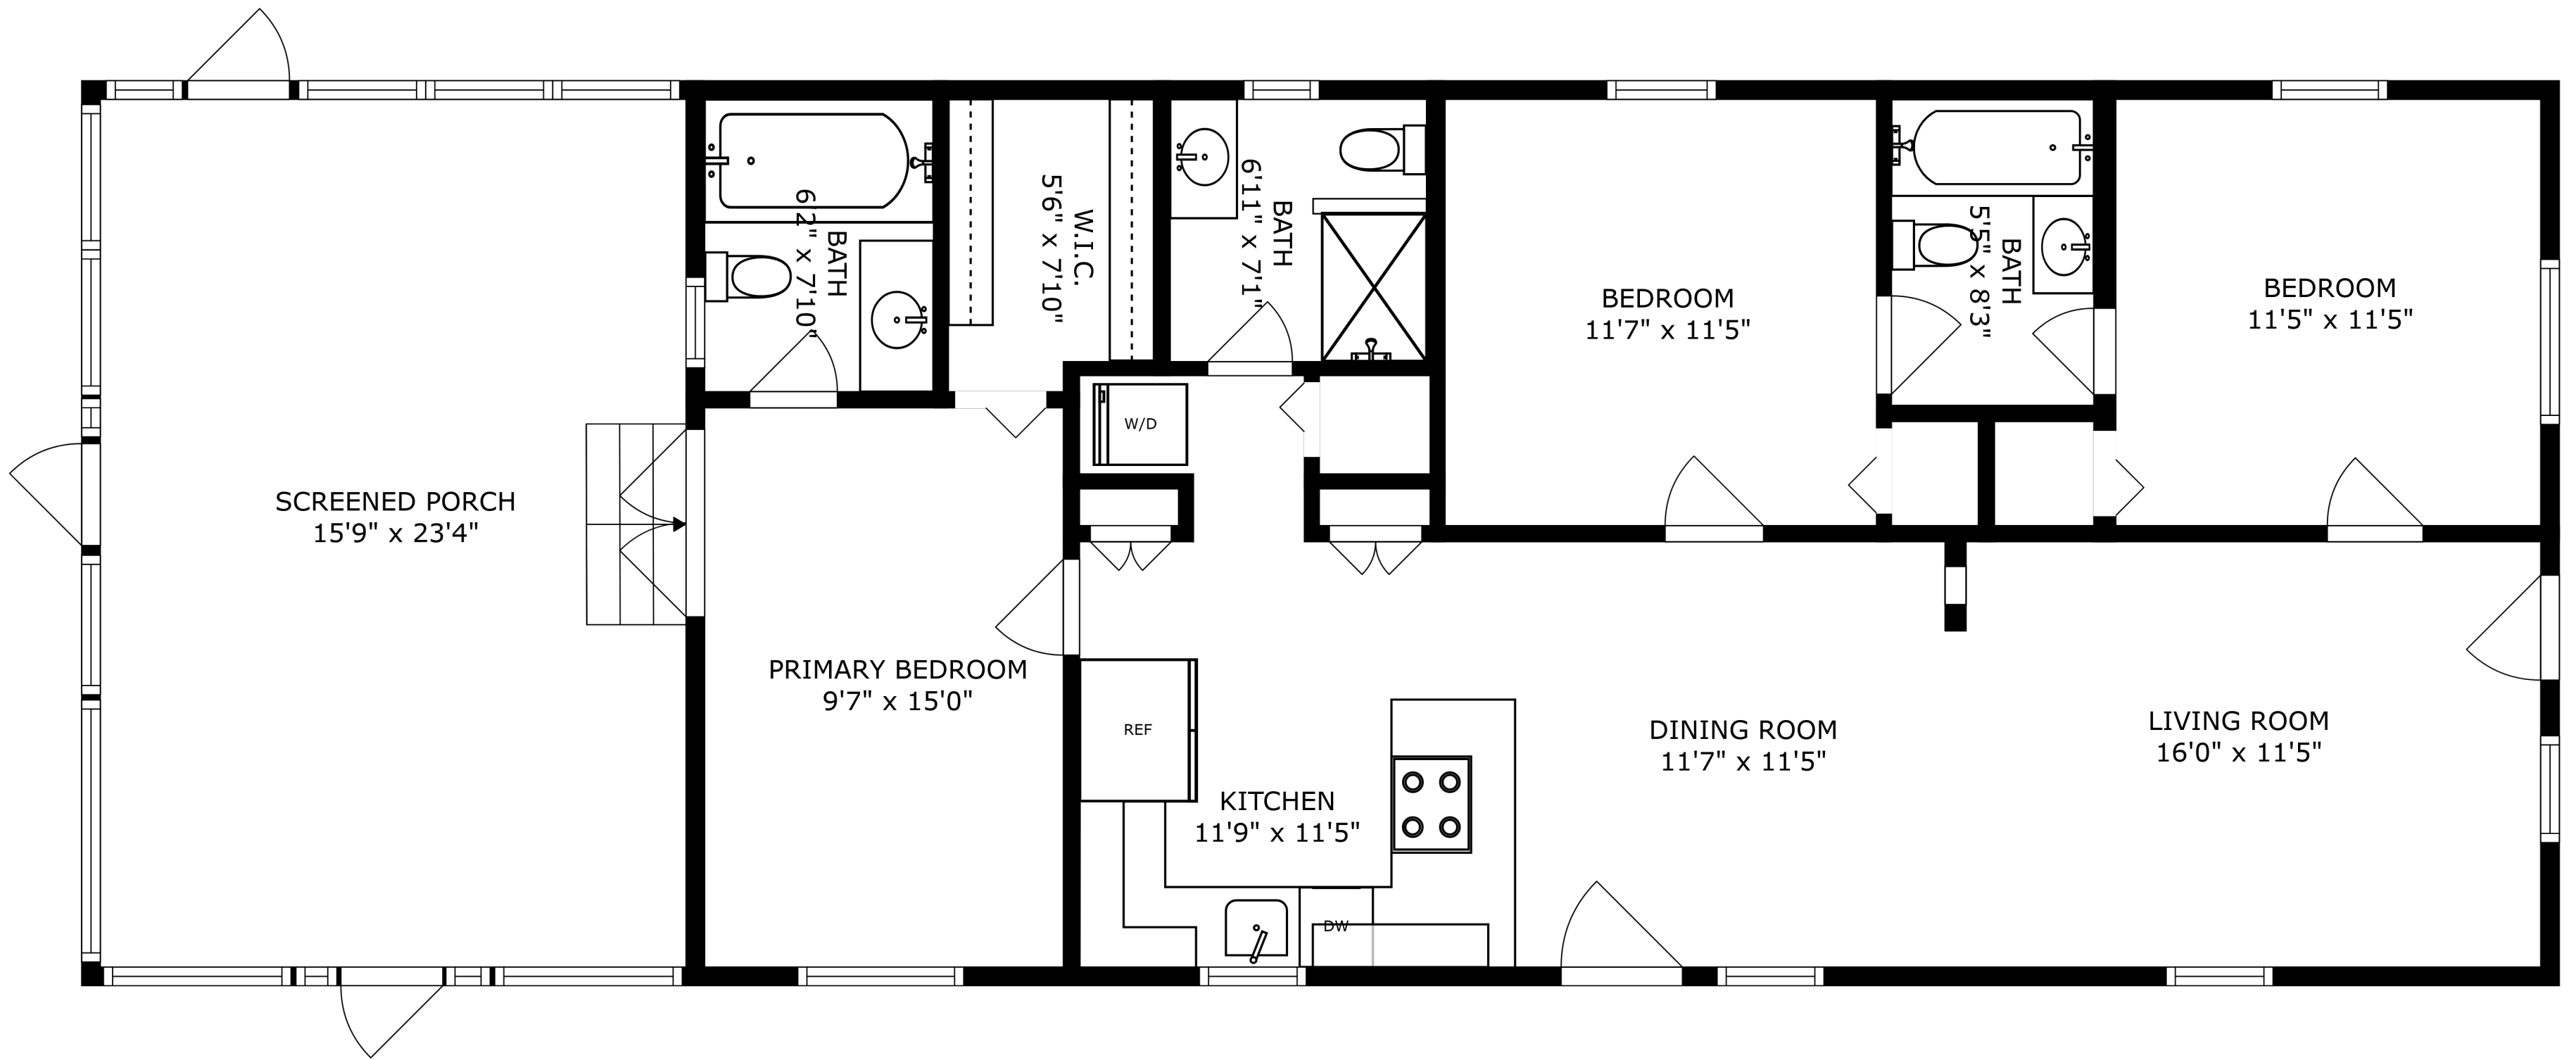 SCREENED PORCH
15'9" x 23'4"
BATH
6'2" x 7'10"
W.I.C.
5'6" x 7'10"
BATH
6'11" x 7'1"
BEDROOM
11'7" x 11'5"
BATH
5'5" x 8'3"
BEDROOM
11'5" x 11'5"
W/D
PRIMARY BEDROOM
9'7" x 15'0"
REF
KITCHEN
11'9" x 11'5"
DW
DINING ROOM
11'7" x 11'5"
LIVING ROOM
16'0" x 11'5"